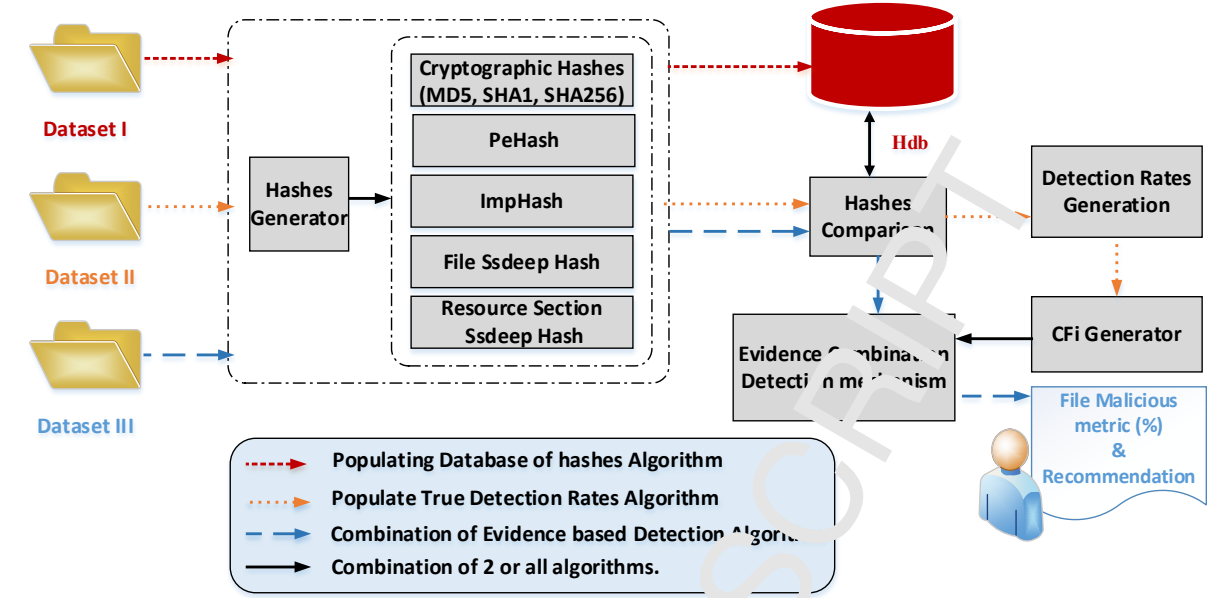 Dataset I
Dataset II
Dataset III
Hashes
Generator
Cryptographic Hashes
(MD5, SHA1, SHA256)
PeHash
ImpHash
File Ssdeep Hash
Resource Section
Ssdeep Hash
Hdb
Hashes
Comparison
Detection Rates
Generation
CFi Generator
Evidence Combination
Detection mechanism
File Malicious
metric (%)
&
Recommendation
Populating Database of hashes Algorithm
Populate True Detection Rates Algorithm
Combination of Evidence based Detection
Combination of 2 or all algorithms.
SCRIPT